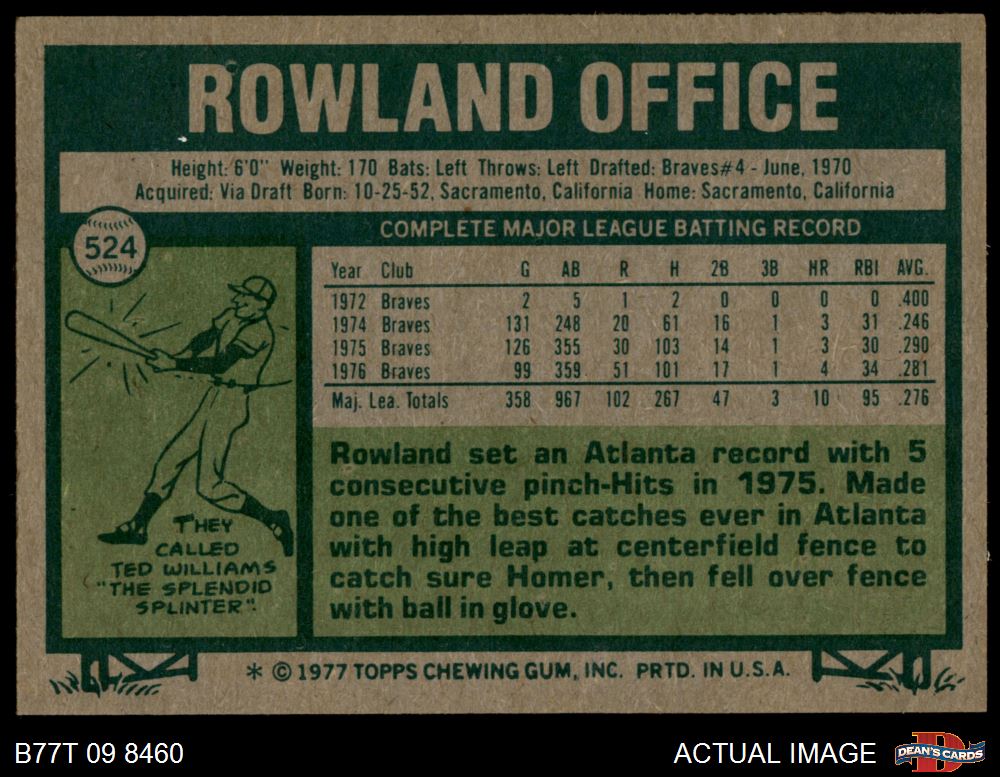 ROWLAND OFFICE
Height: 6'0" Weight: 170 Bats: Left Throws: Left Drafted: Braves#4 - June, 1970
Acquired: Via Draft Born: 10-25-52, Sacramento, California Home: Sacramento, California
524
COMPLETE MAJOR LEAGUE BATTING RECORD
Year Club G AB R H 2B 3B HR RBI AVG.
1972 Braves 2 5 1 2 0 0 0 0 .400
1974 Braves 131 248 20 61 16 1 3 31 .246
1975 Braves 126 355 30 103 14 1 3 30 .290
1976 Braves 99 359 51 101 17 1 4 34 .281
Maj. Lea. Totals 358 967 102 267 47 3 10 95 .276
THEY
CALLED
TED WILLIAMS
"THE SPLENDID
SPLINTER".
Rowland set an Atlanta record with 5
consecutive pinch-Hits in 1975. Made
one of the best catches ever in Atlanta
with high leap at centerfield fence to
catch sure Homer, then fell over fence
with ball in glove.
* © 1977 TOPPS CHEWING GUM, INC. PRTD. IN U.S.A.
B77T 09 8460
ACTUAL IMAGE
D
DEAN'S CARDS